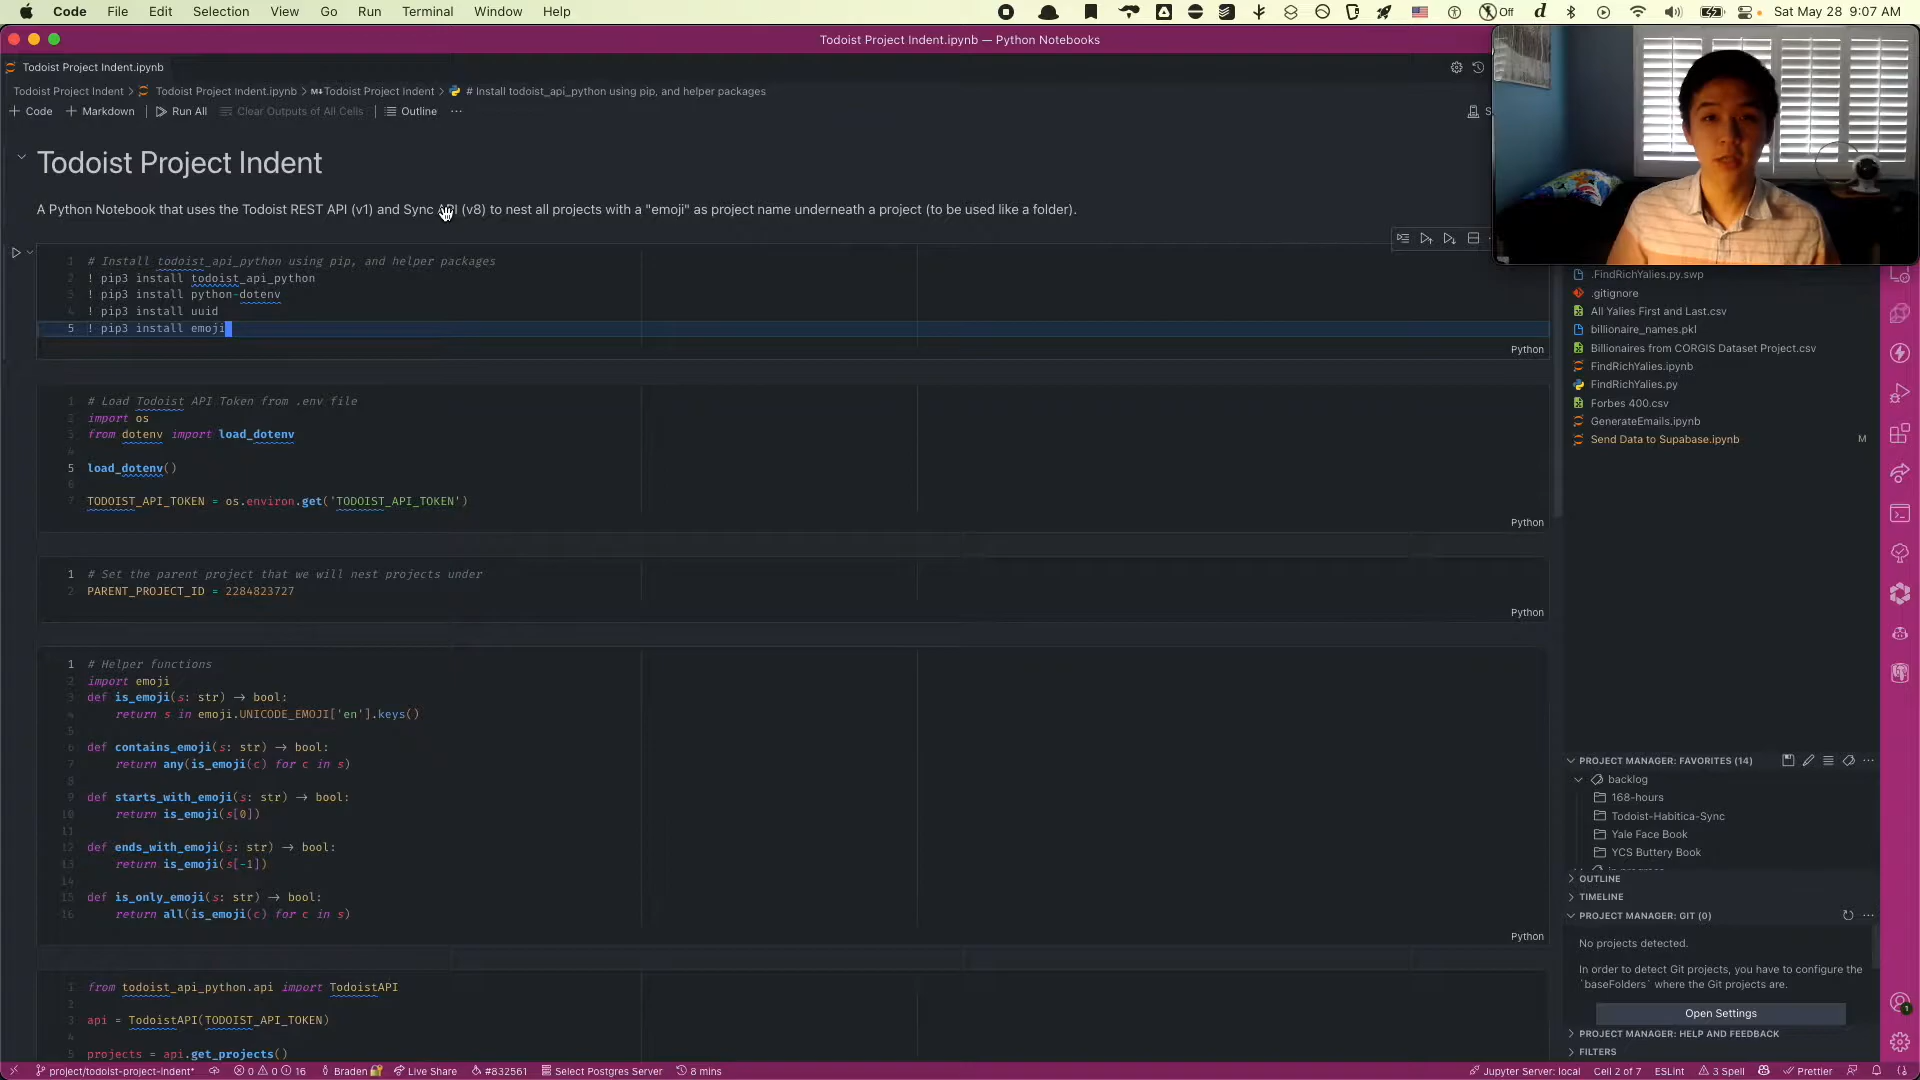 Code File Edit Selection View Go Run Terminal Window Help
Off Sat May 28 9:07 AM
Todoist Project Indent.ipynb — Python Notebooks
Todoist Project Indent.ipynb
Todoist Project Indent > Todoist Project Indent.ipynb > M↓Todoist Project Indent > # Install todoist_api_python using pip, and helper packages
+ Code + Markdown Run All Clear Outputs of All Cells Outline ...
Todoist Project Indent
A Python Notebook that uses the Todoist REST API (v1) and Sync API (v8) to nest all projects with a "emoji" as project name underneath a project (to be used like a folder).
1 # Install todoist_api_python using pip, and helper packages
2 ! pip3 install todoist_api_python
3 ! pip3 install python-dotenv
4 ! pip3 install uuid
5 ! pip3 install emoji
Python
1 # Load Todoist API Token from .env file
2 import os
3 from dotenv import load_dotenv
4
5 load_dotenv()
6
7 TODOIST_API_TOKEN = os.environ.get('TODOIST_API_TOKEN')
Python
1 # Set the parent project that we will nest projects under
2 PARENT_PROJECT_ID = 2284823727
Python
1 # Helper functions
2 import emoji
3 def is_emoji(s: str) → bool:
4 return s in emoji.UNICODE_EMOJI['en'].keys()
5
6 def contains_emoji(s: str) → bool:
7 return any(is_emoji(c) for c in s)
8
9 def starts_with_emoji(s: str) → bool:
10 return is_emoji(s[0])
11
12 def ends_with_emoji(s: str) → bool:
13 return is_emoji(s[-1])
14
15 def is_only_emoji(s: str) → bool:
16 return all(is_emoji(c) for c in s)
Python
1 from todoist_api_python.api import TodoistAPI
2
3 api = TodoistAPI(TODOIST_API_TOKEN)
4
5 projects = api.get_projects()
.FindRichYalies.py.swp
.gitignore
All Yalies First and Last.csv
billionaire_names.pkl
Billionaires from CORGIS Dataset Project.csv
FindRichYalies.ipynb
FindRichYalies.py
Forbes 400.csv
GenerateEmails.ipynb
Send Data to Supabase.ipynb M
PROJECT MANAGER: FAVORITES (14)
backlog
168-hours
Todoist-Habitica-Sync
Yale Face Book
YCS Buttery Book
OUTLINE
TIMELINE
PROJECT MANAGER: GIT (0)
No projects detected.
In order to detect Git projects, you have to configure the
`baseFolders` where the Git projects are.
Open Settings
PROJECT MANAGER: HELP AND FEEDBACK
FILTERS
project/todoist-project-indent* 0 0 16 Braden Live Share #832561 Select Postgres Server 8 mins Jupyter Server: local Cell 2 of 7 ESLint 3 Spell Prettier